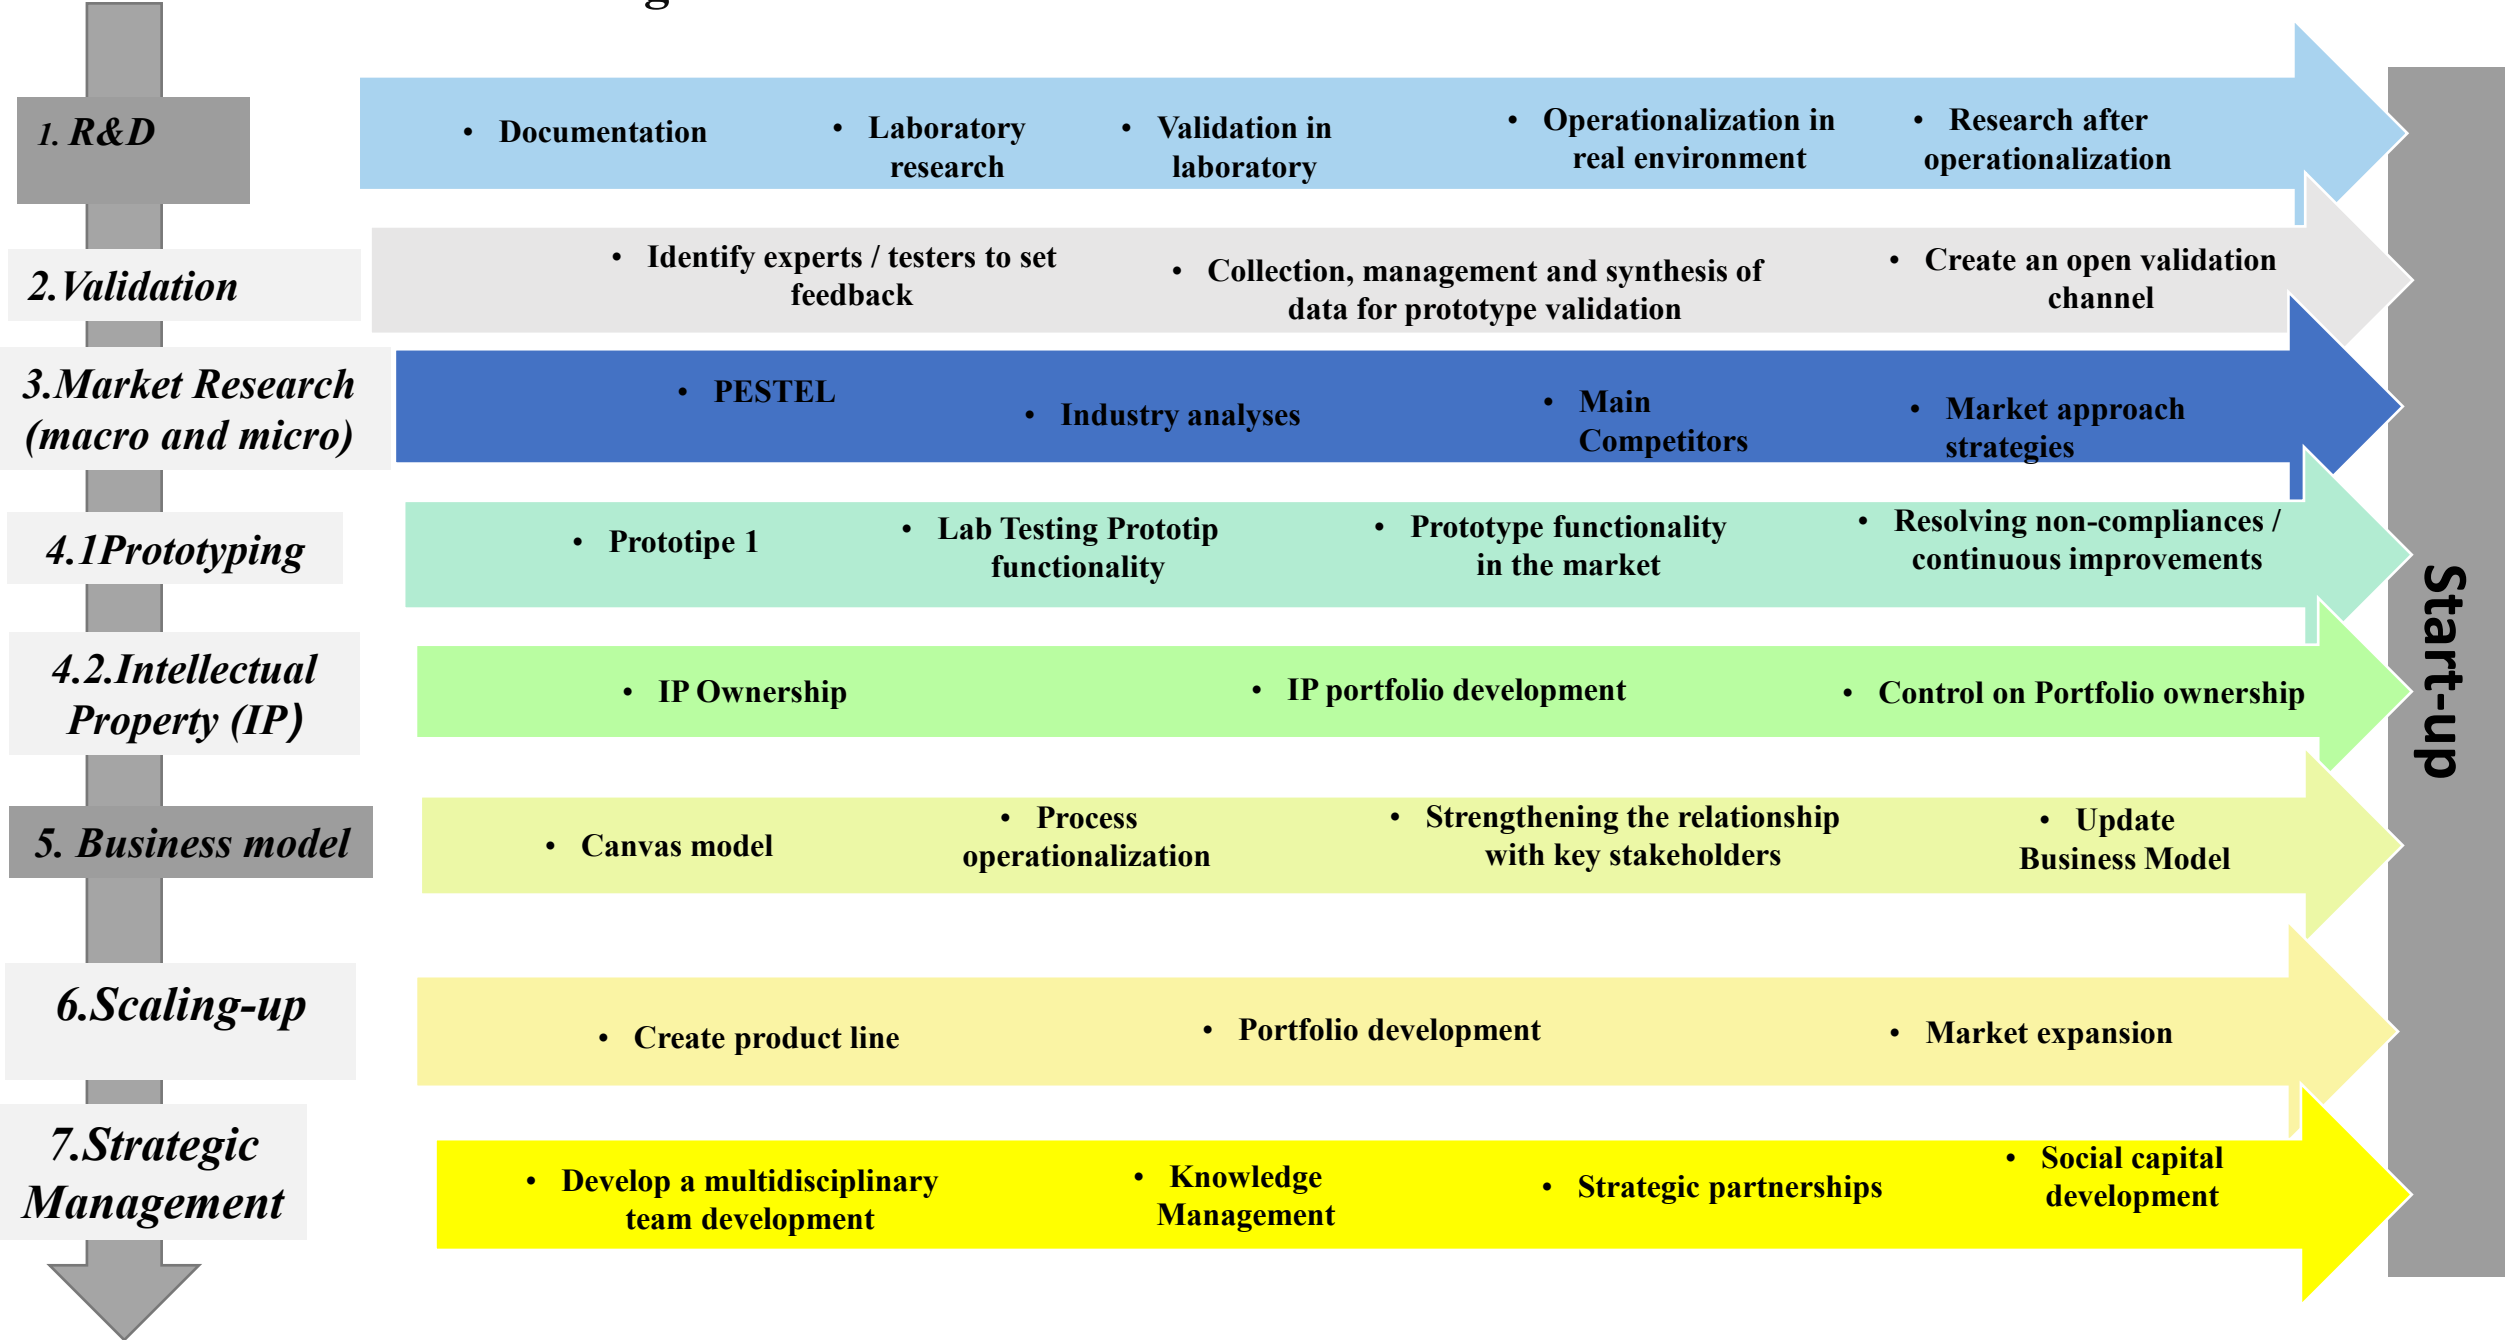 1. R&D
• Documentation
• Laboratory
research
• Validation in
laboratory
• Operationalization in
real environment
• Research after
operationalization
2.Validation
• Identify experts / testers to set
feedback
• Collection, management and synthesis of
data for prototype validation
• Create an open validation
channel
3.Market Research
(macro and micro)
• PESTEL
• Industry analyses
• Main
Competitors
• Market approach
strategies
4.1Prototyping
• Prototipe 1
• Lab Testing Prototip
functionality
• Prototype functionality
in the market
• Resolving non-compliances /
continuous improvements
4.2.Intellectual
Property (IP)
• IP Ownership
• IP portfolio development
• Control on Portfolio ownership
5. Business model
• Canvas model
• Process
operationalization
• Strengthening the relationship
with key stakeholders
• Update
Business Model
6.Scaling-up
• Create product line
• Portfolio development
• Market expansion
7.Strategic
Management
• Develop a multidisciplinary
team development
• Knowledge
Management
• Strategic partnerships
• Social capital
development
Start-up